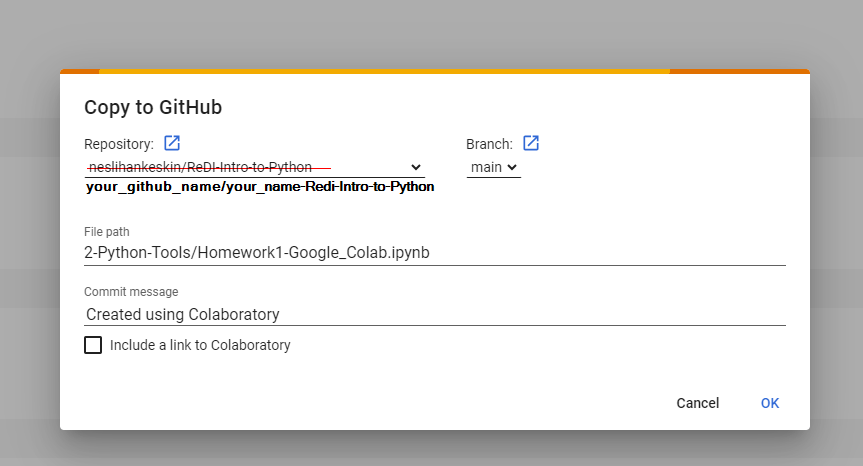 Copy to GitHub
Repository: Branch:
neslihankeskin/ReDI-Intro-to-Python main
your_github_name/your_name-Redi-Intro-to-Python
File path
2-Python-Tools/Homework1-Google_Colab.ipynb
Commit message
Created using Colaboratory
Include a link to Colaboratory
Cancel OK